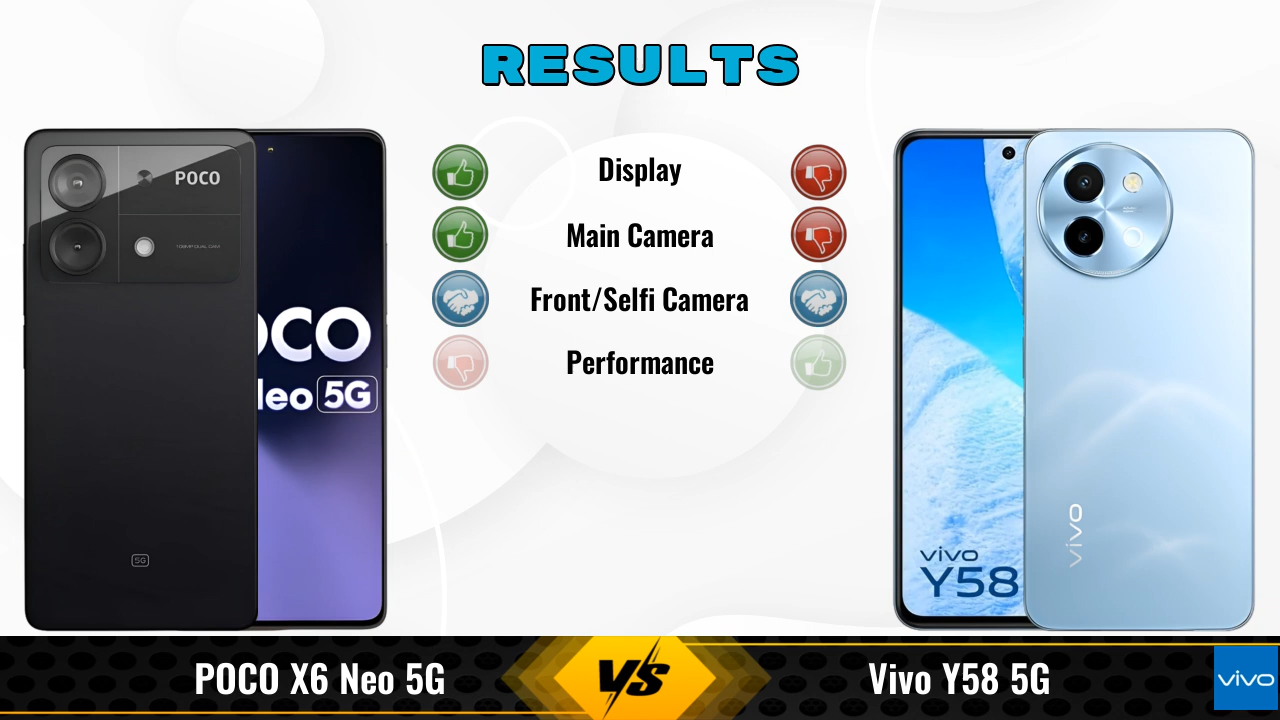 RESULTS
POCO
Display
Main Camera
Front/Selfi Camera
Performance
OCO
leo 5G
5G
vivo
vivo
Y58
POCO X6 Neo 5G
VS
Vivo Y58 5G
vivo